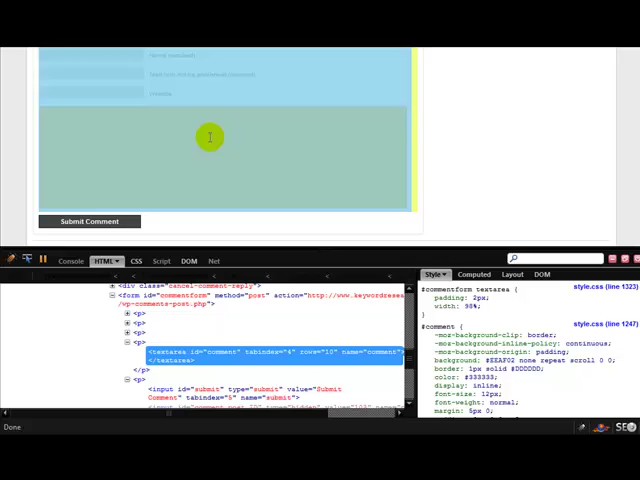 Submit Comment
Console HTML CSS Script DOM Net
Style Computed Layout DOM
<div class="cancel-comment-reply">
<form id="commentform" method="post" action="http://www.keywordresea
/wp-comments-post.php">
<p>
<p>
<p>
<p>
<textarea id="comment" tabindex="4" rows="10" name="comment">
</textarea>
</p>
<p>
<input id="submit" type="submit" value="Submit
Comment" tabindex="5" name="submit">
#commentform textarea { style.css (line 1323)
padding: 2px;
width: 98%;
}
#comment { style.css (line 1247)
-moz-background-clip: border;
-moz-background-inline-policy: continuous;
-moz-background-origin: padding;
background: #EEAF02 none repeat scroll 0 0;
border: 1px solid #DDDDDD;
color: #333333;
display: inline;
font-size: 12px;
font-weight: normal;
margin: 5px 0;
Done